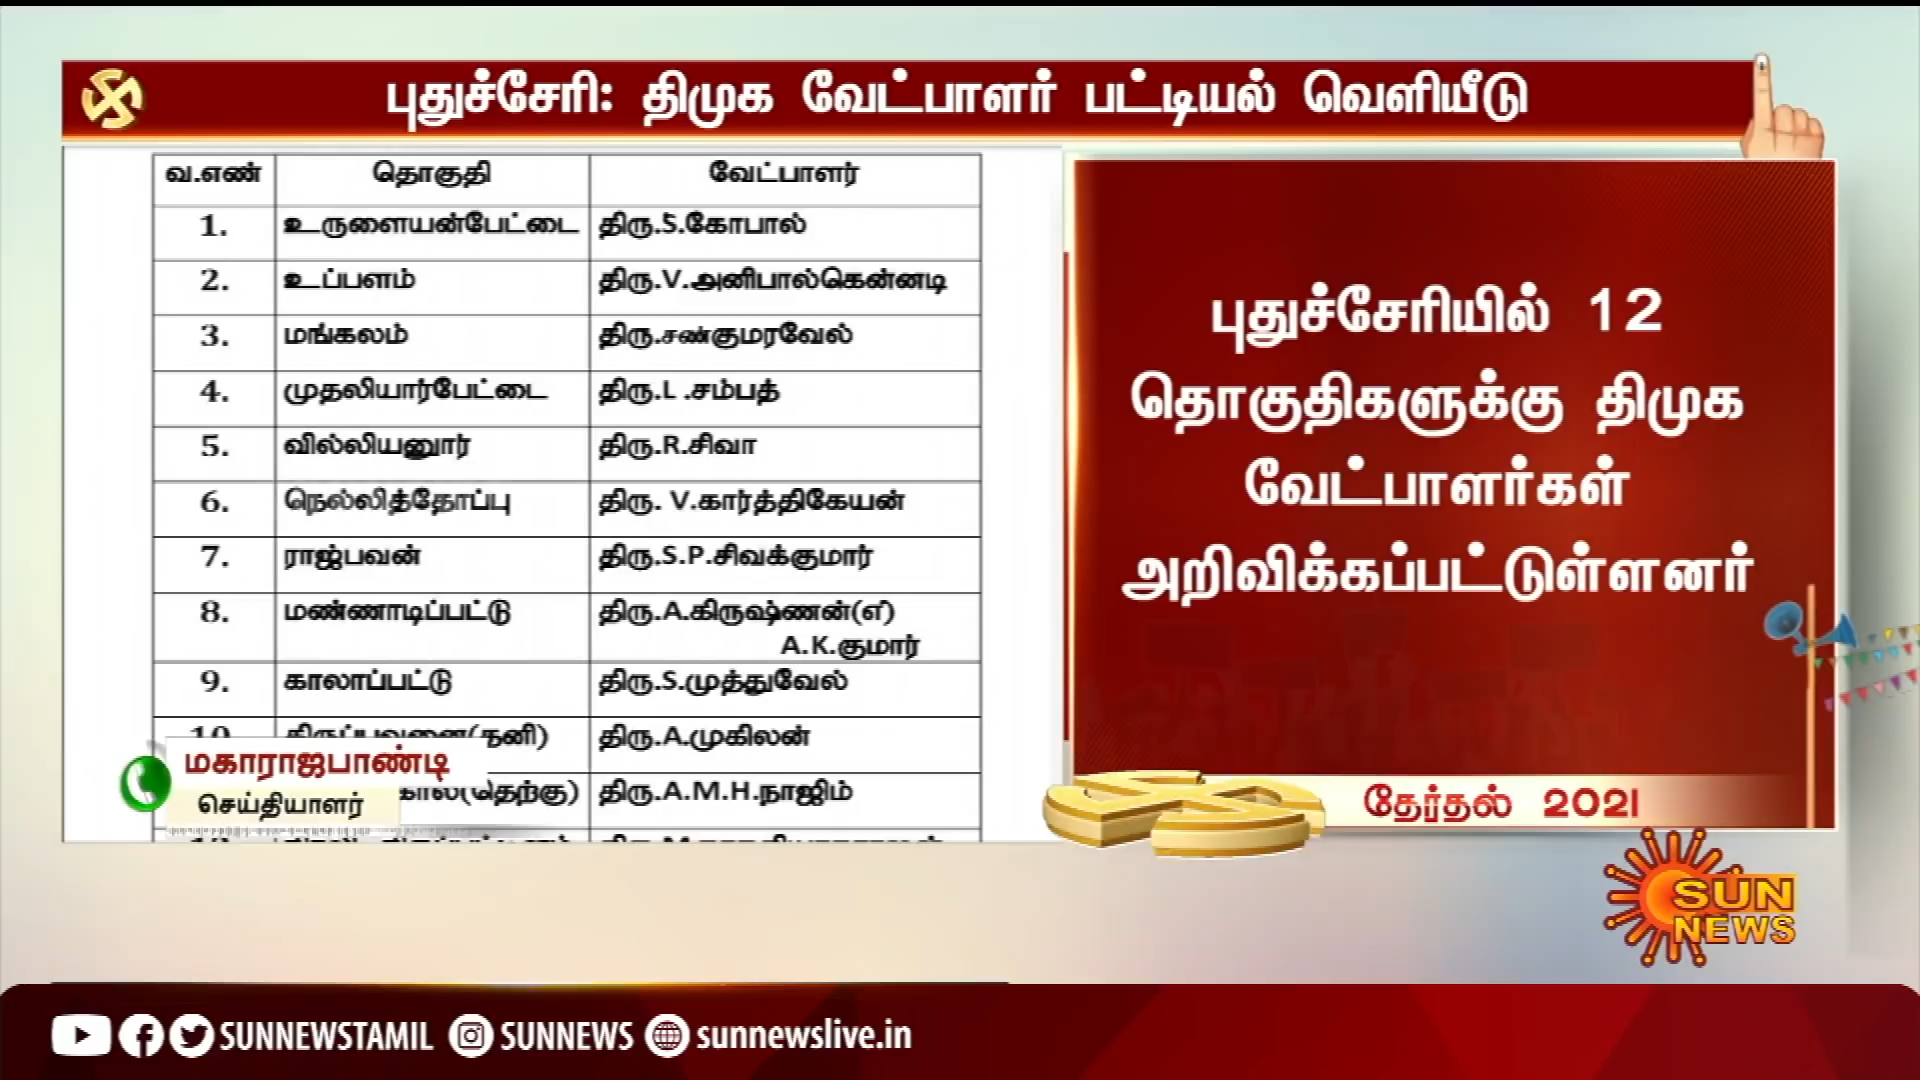 புதுச்சேரி: திமுக வேட்பாளர் பட்டியல் வெளியீடு
வ.எண் தொகுதி வேட்பாளர்
1. உருளையன்பேட்டை திரு.S.கோபால்
2. உப்பளம் திரு.V.அனிபால்கென்னடி
3. மங்கலம் திரு.சண்குமரவேல்
4. முதலியார்பேட்டை திரு.L .சம்பத்
5. வில்லியனூர் திரு.R.சிவா
6. நெல்லித்தோப்பு திரு. V.கார்த்திகேயன்
7. ராஜ்பவன் திரு.S.P.சிவக்குமார்
8. மண்ணாடிப்பட்டு திரு.A.கிருஷ்ணன்(எ)
A.K.குமார்
9. காலாப்பட்டு திரு.S.முத்துவேல்
திரு.A.முகிலன்
திரு.A.M.H.நாஜிம்
மகாராஜபாண்டி
செய்தியாளர்
புதுச்சேரியில் 12
தொகுதிகளுக்கு திமுக
வேட்பாளர்கள்
அறிவிக்கப்பட்டுள்ளனர்
தேர்தல் 2021
SUN
NEWS
SUNNEWSTAMIL SUNNEWS sunnewslive.in